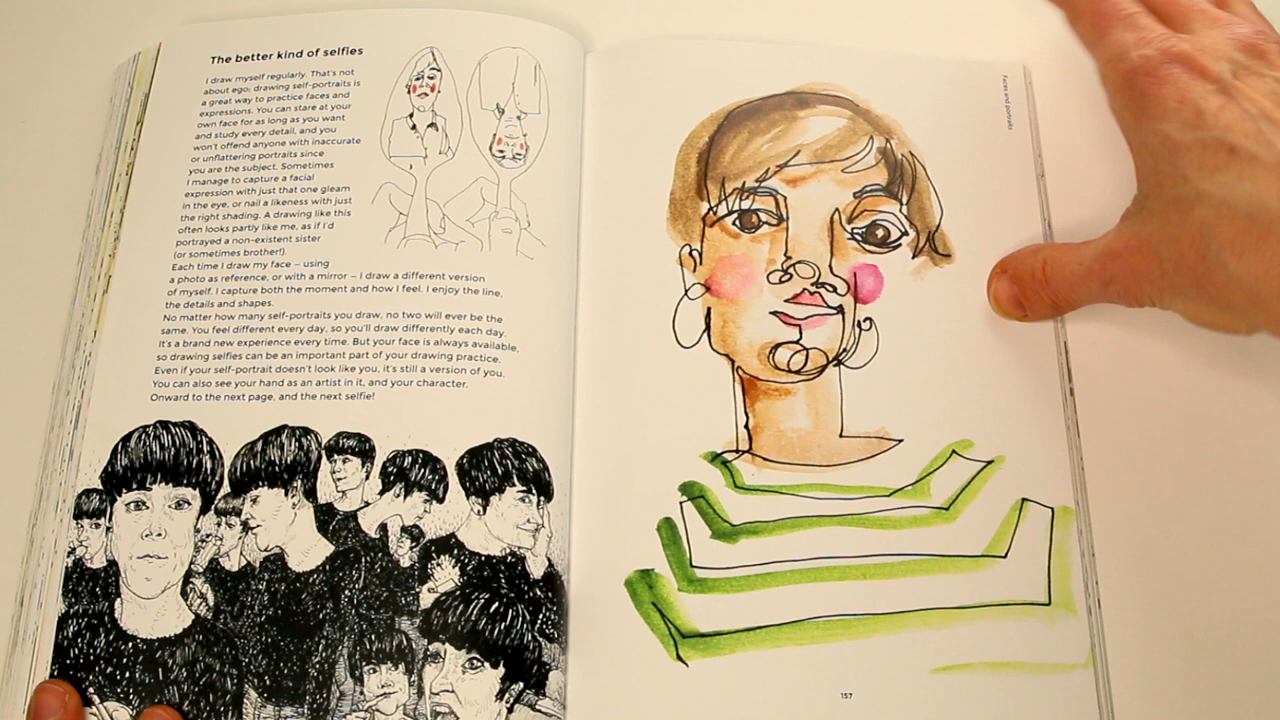 The better kind of selfies
I draw myself regularly. That's not
about ego; drawing self-portraits is
a great way to practice faces and
expressions. You can stare at your
own face for as long as you want
and study every detail, and you
won't offend anyone with inaccurate
or unflattering portraits since
you are the subject. Sometimes
I manage to capture a facial
expression with just that one gleam
in the eye, or nail a likeness with just
the right shading. A drawing like this
often looks partly like me, as if I'd
portrayed a non-existent sister
(or sometimes brother!).
Each time I draw my face – using
a photo as reference, or with a mirror – I draw a different version
of myself. I capture both the moment and how I feel. I enjoy the line,
the details and shapes.
No matter how many self-portraits you draw, no two will ever be the
same. You feel different every day, so you'll draw differently each day.
It's a brand new experience every time. But your face is always available,
so drawing selfies can be an important part of your drawing practice.
Even if your self-portrait doesn't look like you, it's still a version of you.
You can also see your hand as an artist in it, and your character.
Onward to the next page, and the next selfie!
Faces and portraits
157